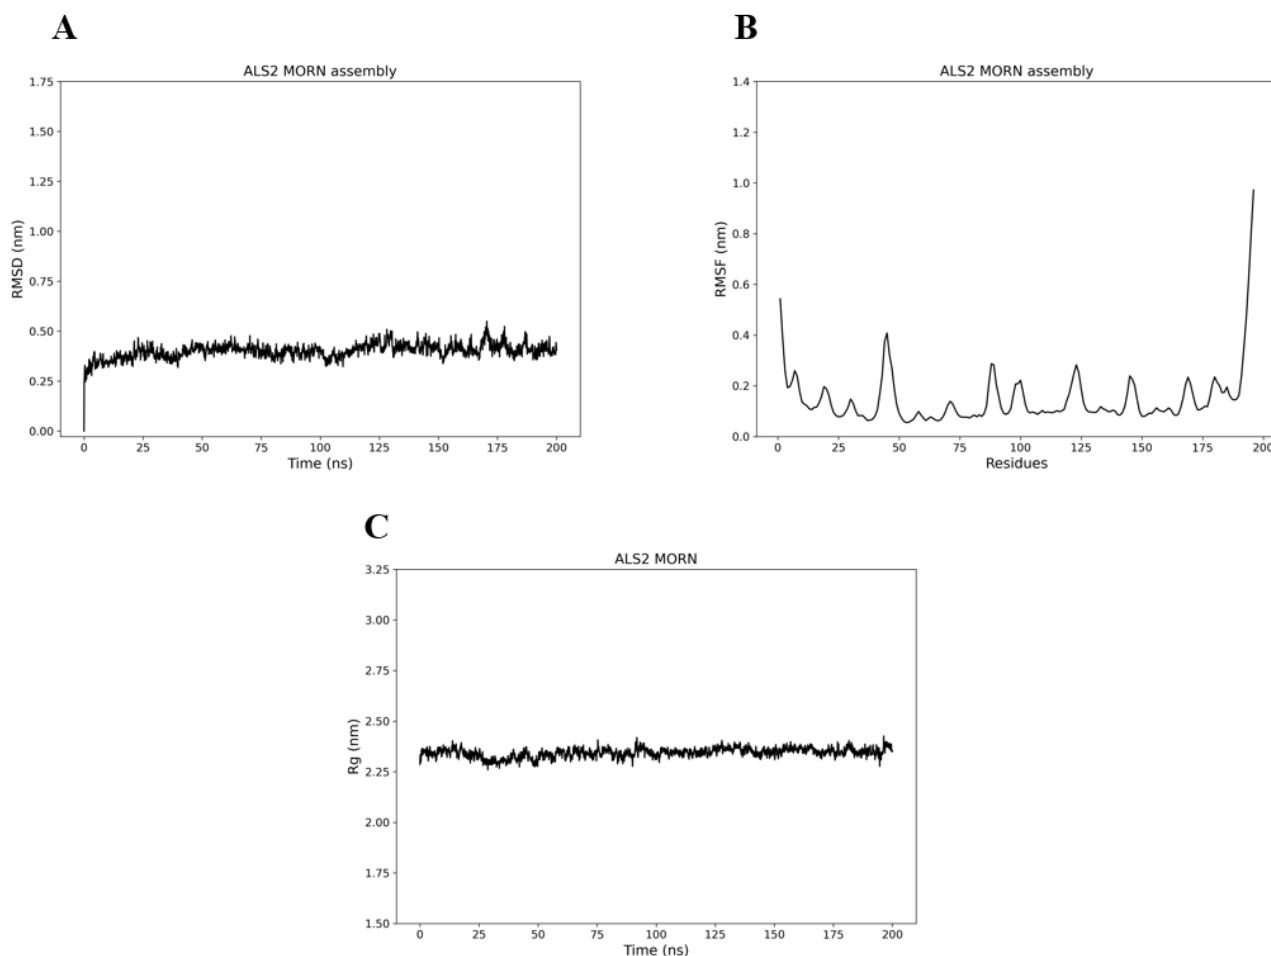 A
B
ALS2 MORN assembly
1.75
1.50
1.25
1.00
0.75
0.50
0.25
0.00
RMSD (nm)
0 25 50 75 100 125 150 175 200
Time (ns)
ALS2 MORN assembly
1.4
1.2
1.0
0.8
0.6
0.4
0.2
0.0
RMSF (nm)
0 25 50 75 100 125 150 175 200
Residues
C
ALS2 MORN
3.25
3.00
2.75
2.50
2.25
2.00
1.75
1.50
Rg (nm)
0 25 50 75 100 125 150 175 200
Time (ns)